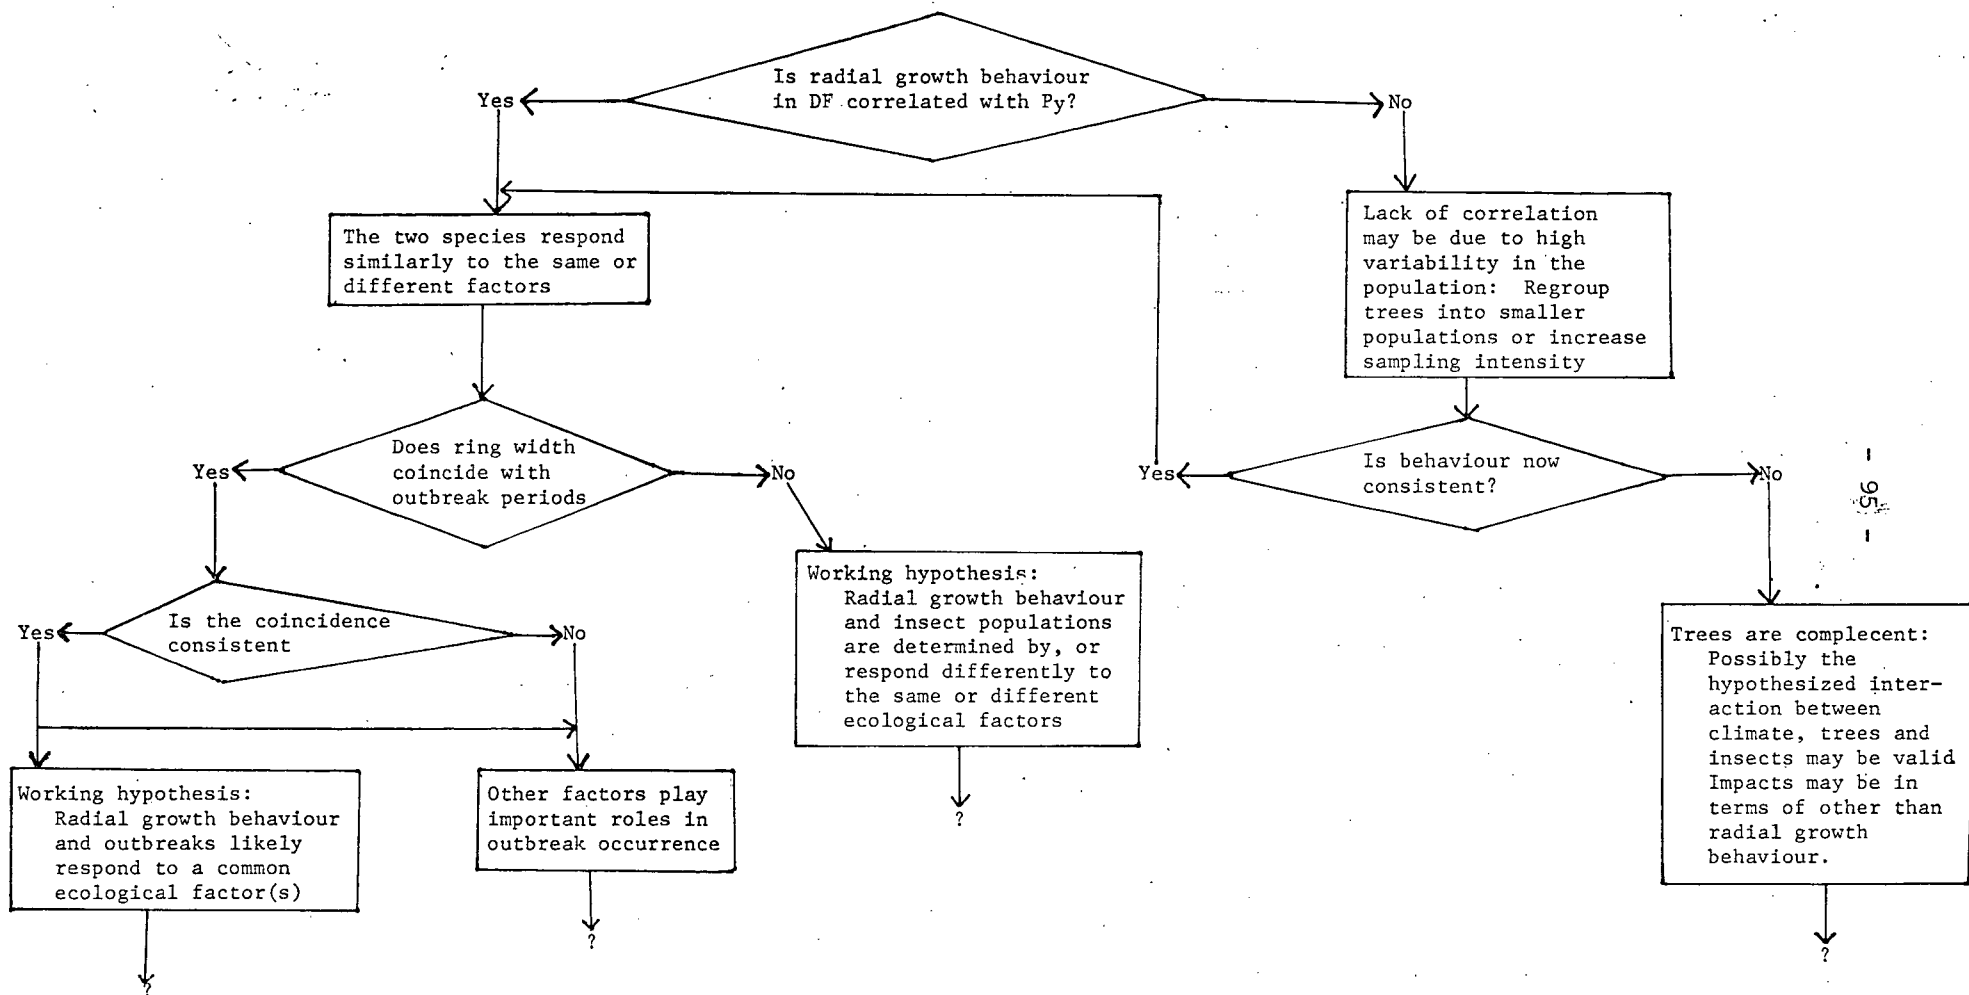 Is radial growth behaviour
in DF correlated with Py?
Yes
No
The two species respond
similarly to the same or
different factors
Lack of correlation
may be due to high
variability in the
population: Regroup
trees into smaller
populations or increase
sampling intensity
Does ring width
coincide with
outbreak periods
Yes
No
Is behaviour now
consistent?
Yes
No
- 95 -
Is the coincidence
consistent
Yes
No
Working hypothesis:
Radial growth behaviour
and insect populations
are determined by, or
respond differently to
the same or different
ecological factors
?
Trees are complecent:
Possibly the
hypothesized inter-
action between
climate, trees and
insects may be valid
Impacts may be in
terms of other than
radial growth
behaviour.
?
Working hypothesis:
Radial growth behaviour
and outbreaks likely
respond to a common
ecological factor(s)
?
Other factors play
important roles in
outbreak occurrence
?